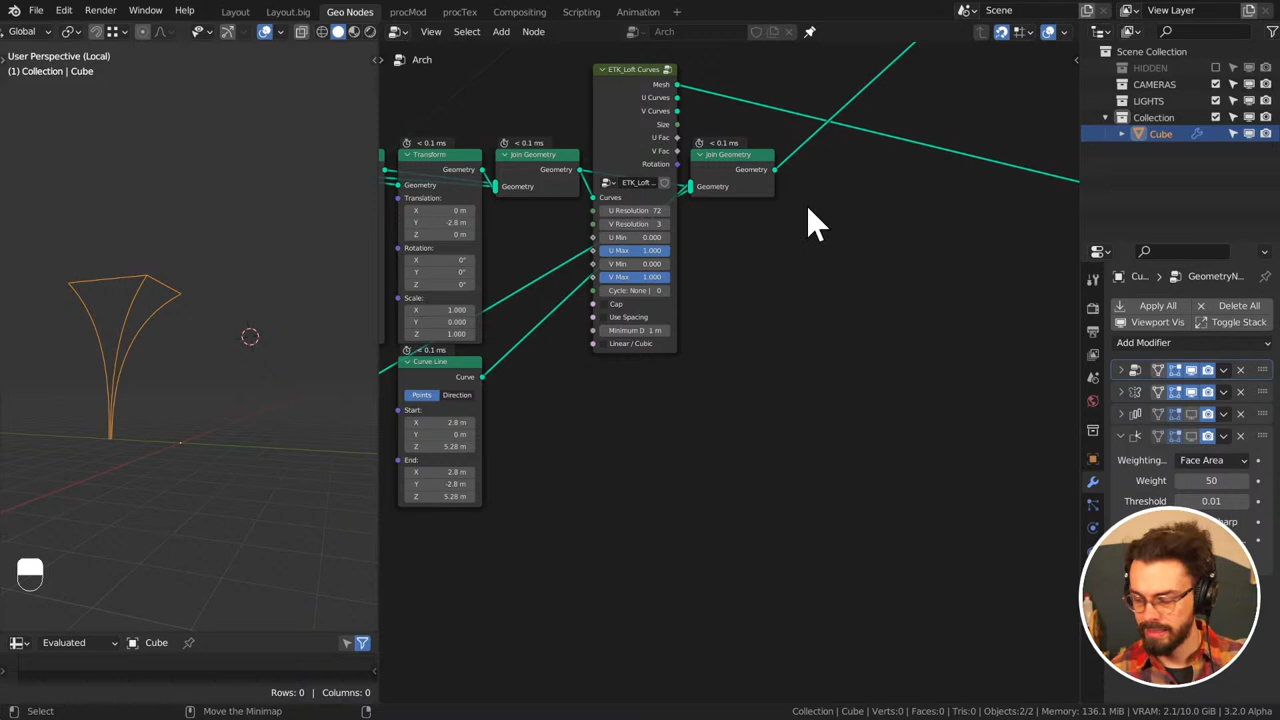 File Edit Render Window Help Layout Layout.big Geo Nodes procMod procTex Compositing Scripting Animation + Scene View Layer
Global View Select Add Node Arch
User Perspective (Local)
(1) Collection | Cube
Arch
Scene Collection
HIDDEN
CAMERAS
LIGHTS
Collection
Cube
ETK_Loft Curves
Mesh
U Curves
V Curves
Size
U Fac
V Fac
Rotation
ETK_Loft ...
Curves
U Resolution 72
V Resolution 3
U Min 0.000
U Max 1.000
V Min 0.000
V Max 1.000
Cycle: None | 0
Cap
Use Spacing
Minimum D 1 m
Linear / Cubic
< 0.1 ms
Transform
Geometry
Geometry
Translation:
X 0 m
Y -2.8 m
Z 0 m
Rotation:
X 0°
Y 0°
Z 0°
Scale:
X 1.000
Y 0.000
Z 1.000
< 0.1 ms
Join Geometry
Geometry
Geometry
< 0.1 ms
Join Geometry
Geometry
Geometry
< 0.1 ms
Curve Line
Curve
Points Direction
Start:
X 2.8 m
Y 0 m
Z 5.28 m
End:
X 2.8 m
Y -2.8 m
Z 5.28 m
Cu... GeometryN...
Apply All Delete All
Viewport Vis Toggle Stack
Add Modifier
Weighting... Face Area
Weight 50
Threshold 0.01
Evaluated Cube
Rows: 0 | Columns: 0
Select Move the Minimap Collection | Cube | Verts:0 | Faces:0 | Tris:0 | Objects:2/2 | Memory: 136.1 MiB | VRAM: 2.1/10.0 GiB | 3.2.0 Alpha